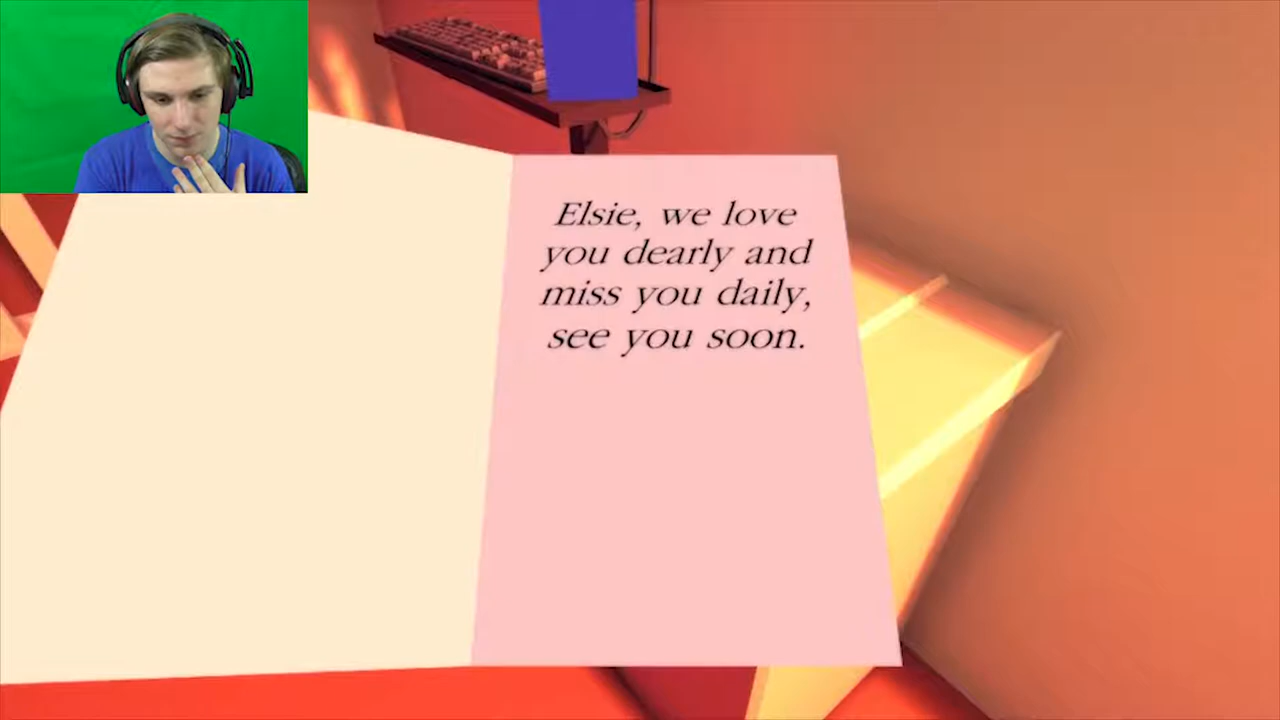 Elsie, we love
you dearly and
miss you daily,
see you soon.